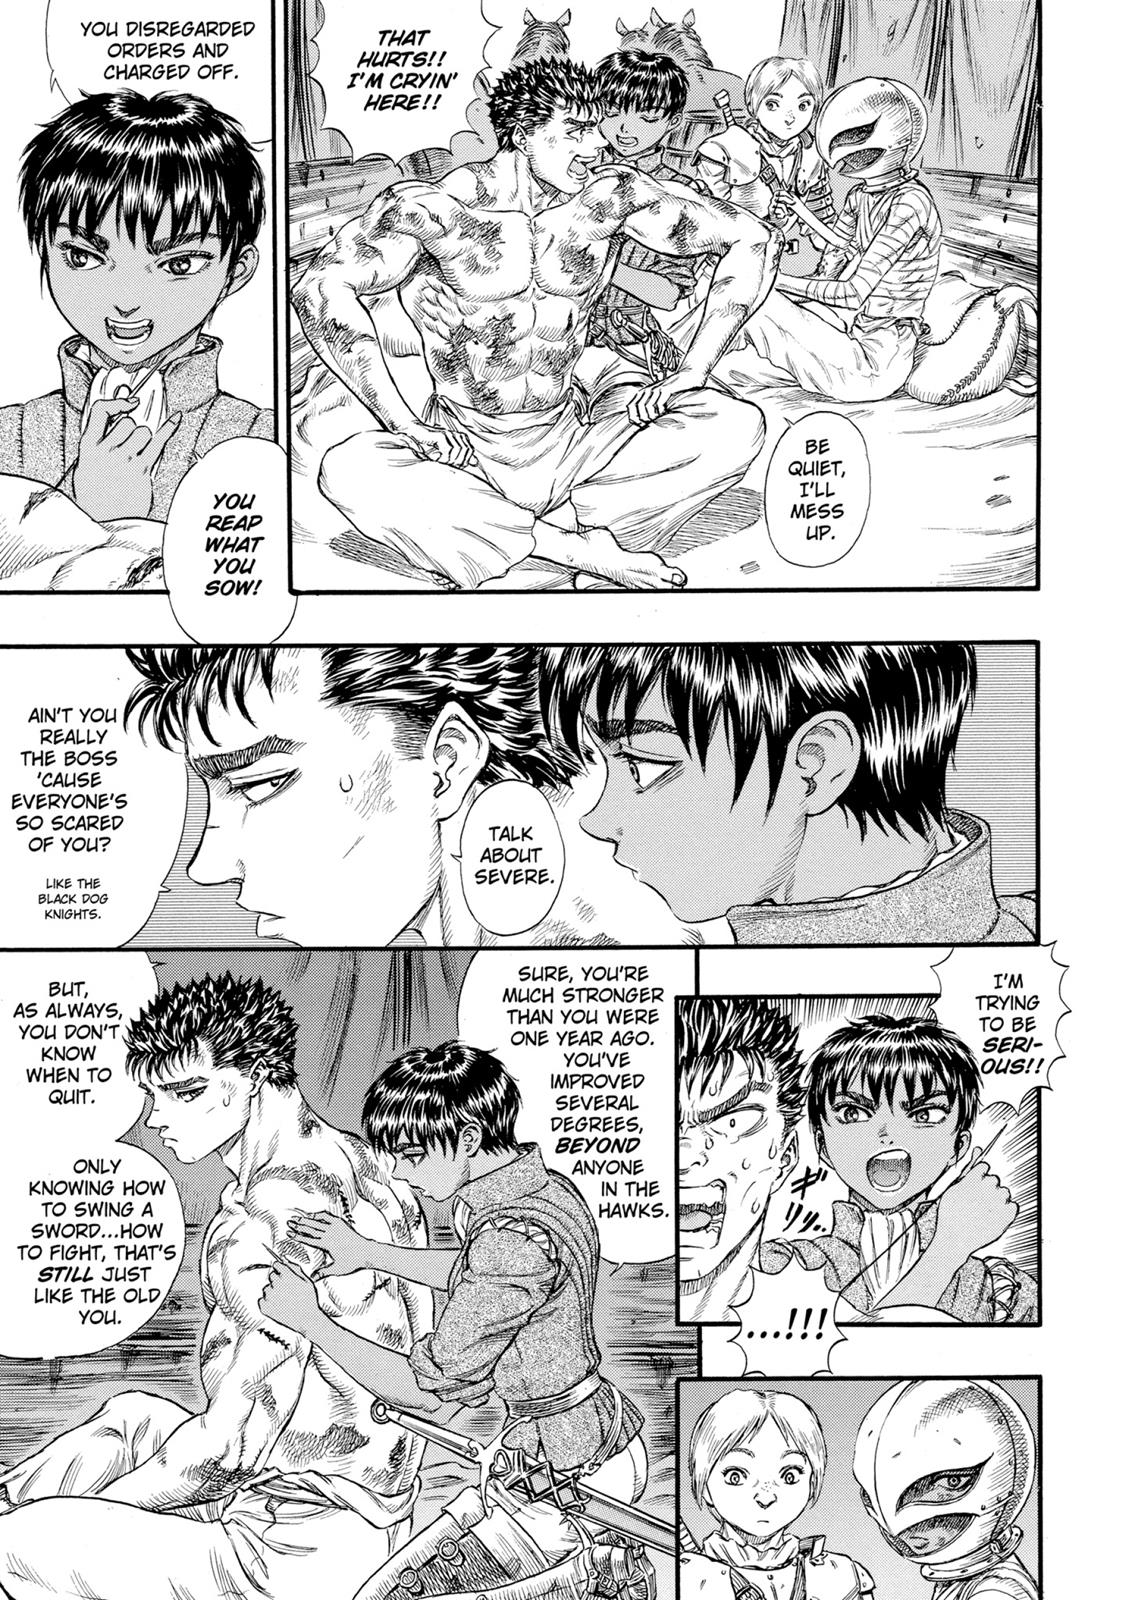 THAT
HURTS!!
I'M CRYIN'
HERE!!
BE
QUIET,
I'LL
MESS
UP.
YOU DISREGARDED
ORDERS AND
CHARGED OFF.
YOU
REAP
WHAT
YOU
SOW!
TALK
ABOUT
SEVERE.
AIN'T YOU
REALLY
THE BOSS
'CAUSE
EVERYONE'S
SO SCARED
OF YOU?
LIKE THE
BLACK DOG
KNIGHTS.
I'M
TRYING
TO BE
SERI-
OUS!!
ギ
リリ..
...!!!
SURE, YOU'RE
MUCH STRONGER
THAN YOU WERE
ONE YEAR AGO.
YOU'VE
IMPROVED
SEVERAL
DEGREES,
BEYOND
ANYONE
IN THE
HAWKS.
BUT,
AS ALWAYS,
YOU DON'T
KNOW
WHEN TO
QUIT.
ONLY
KNOWING HOW
TO SWING A
SWORD...HOW
TO FIGHT, THAT'S
STILL JUST
LIKE THE OLD
YOU.